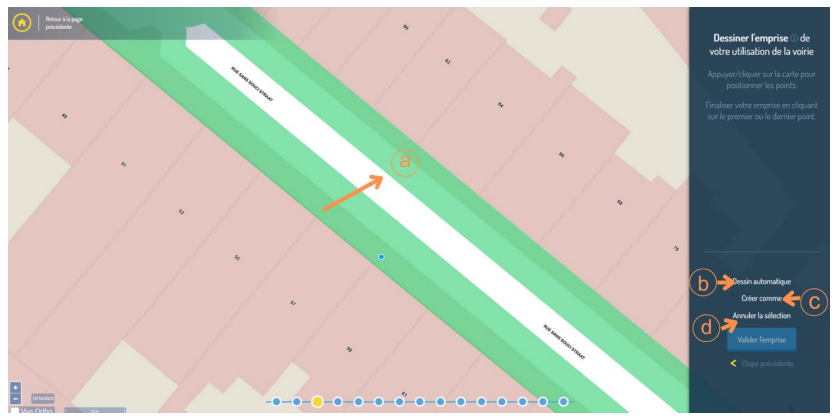 Retour à la page
précédente
RUE SANS SOUCI STRAAT
60
62
64
66
68
70
49
51
53
55
57
59
61
RUE SANS SOUCI STRAAT
a
Dessiner l'emprise de
votre utilisation de la voirie
Appuyer/cliquer sur la carte pour
positionner les points.
Finaliser votre emprise en cliquant
sur le premier ou le dernier point.
b
Dessin automatique
Créer comme
c
Annuler la sélection
d
Valider l'emprise
< Etape précédente
+
-
Vue Ortho